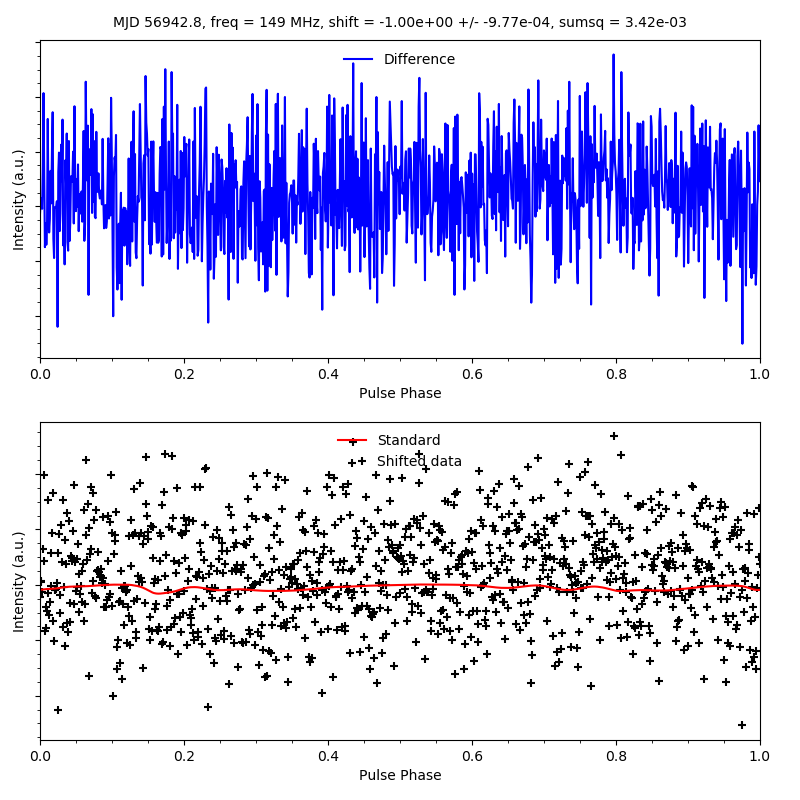 MJD 56942.8, freq = 149 MHz, shift = -1.00e+00 +/- -9.77e-04, sumsq = 3.42e-03
Difference
Intensity (a.u.)
0.0 0.2 0.4 0.6 0.8 1.0
Pulse Phase
Standard
Shifted data
Intensity (a.u.)
0.0 0.2 0.4 0.6 0.8 1.0
Pulse Phase